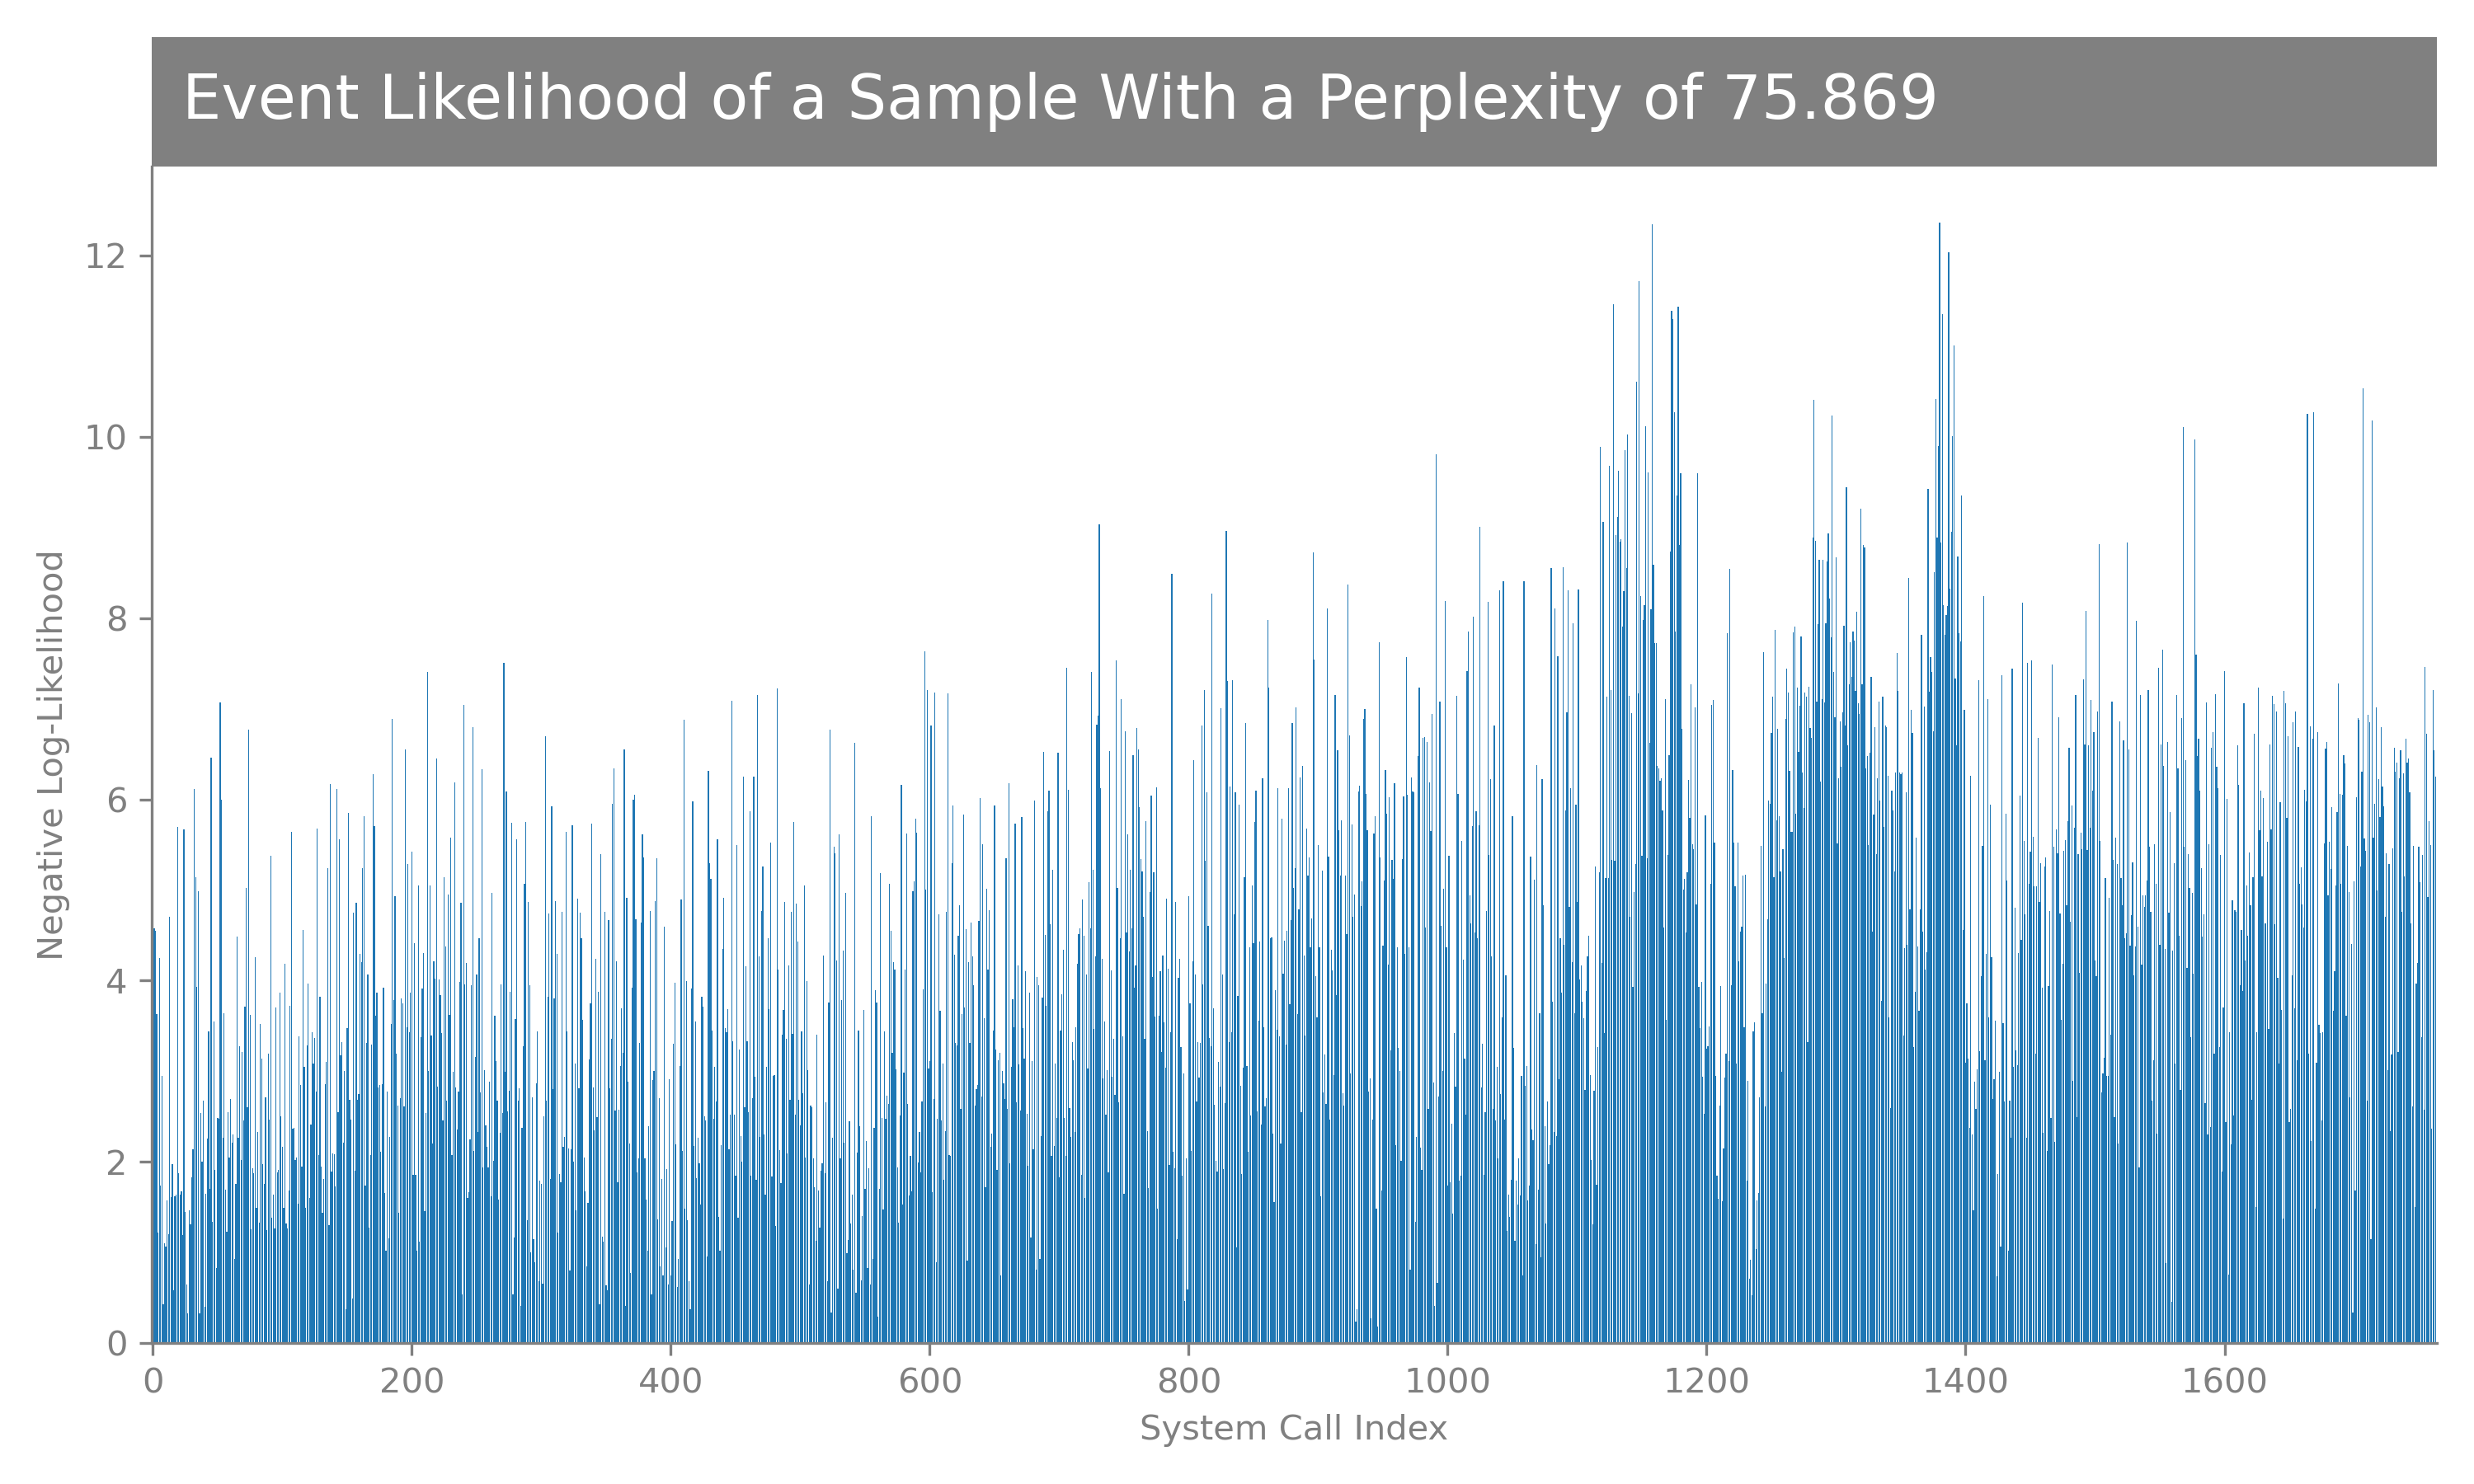 Event Likelihood of a Sample With a Perplexity of 75.869
Negative Log-Likelihood
12
10
8
6
4
2
0
0 200 400 600 800 1000 1200 1400 1600
System Call Index